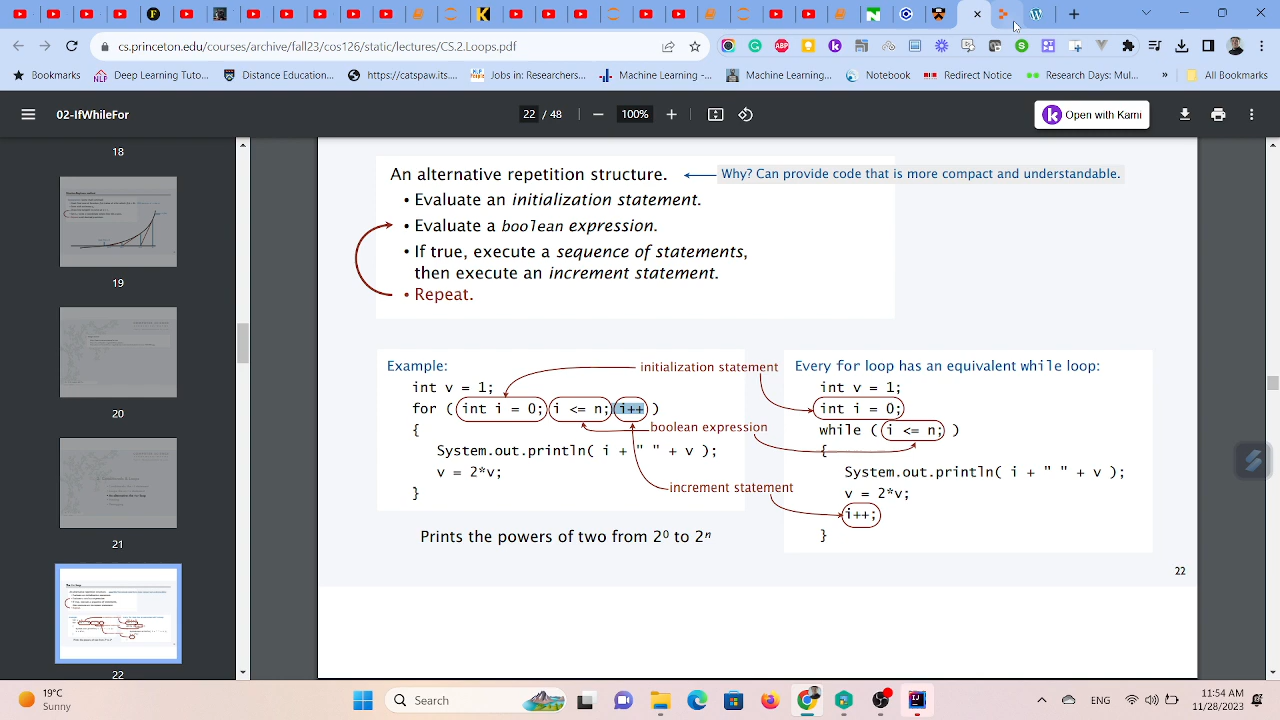 cs.princeton.edu/courses/archive/fall23/cos126/static/lectures/CS.2.Loops.pdf
Bookmarks
Deep Learning Tuto...
Distance Education...
https://catspaw.its....
Jobs in Researchers...
Machine Learning -...
Machine Learning...
Notebook
Redirect Notice
Research Days: Mul...
»
All Bookmarks
02-IfWhileFor
22 / 48
100%
Open with Kami
18
19
20
21
22
An alternative repetition structure.
Why? Can provide code that is more compact and understandable.
• Evaluate an initialization statement.
• Evaluate a boolean expression.
• If true, execute a sequence of statements,
then execute an increment statement.
• Repeat.
Example:
int v = 1;
for ( int i = 0; i <= n; i++ )
{
System.out.println( i + " " + v );
v = 2*v;
}
Prints the powers of two from 2⁰ to 2ⁿ
initialization statement
boolean expression
increment statement
Every for loop has an equivalent while loop:
int v = 1;
int i = 0;
while ( i <= n; )
{
System.out.println( i + " " + v );
v = 2*v;
i++;
}
22
19°C
Sunny
Search
ENG
11:54 AM
11/28/2023